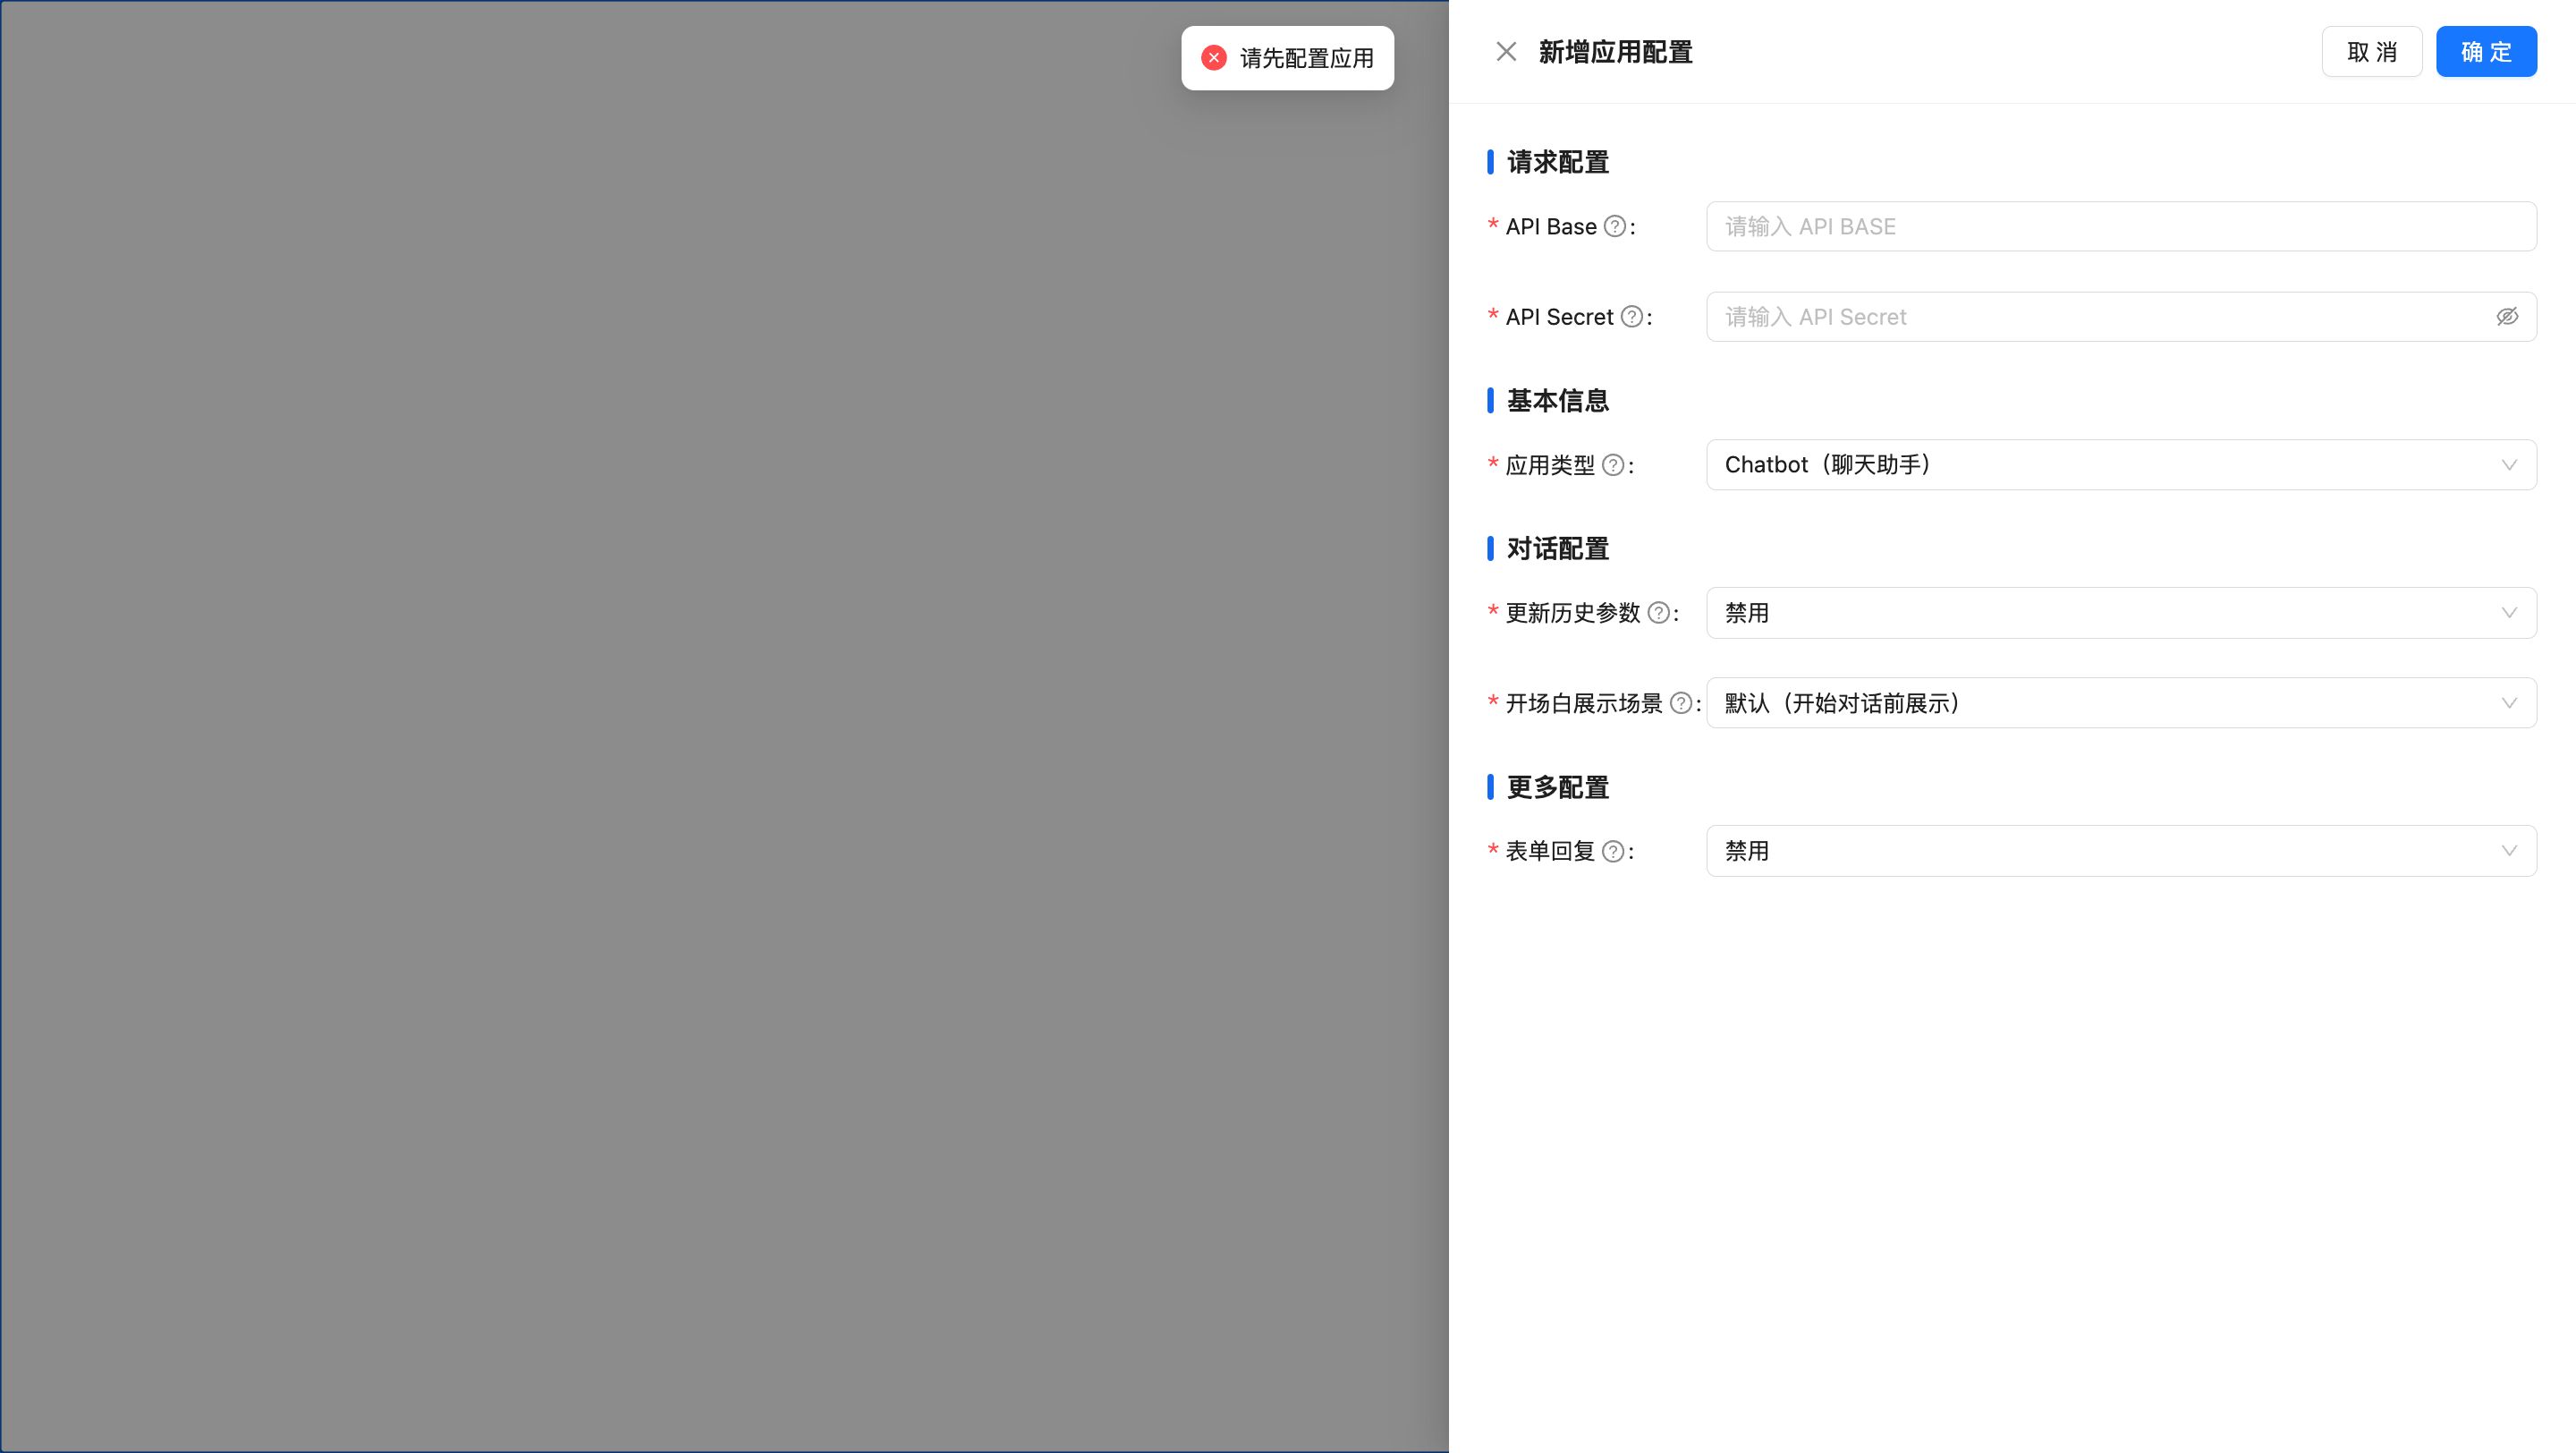 请先配置应用
新增应用配置
取 消
确 定
请求配置
* API Base ? :
请输入 API BASE
* API Secret ? :
请输入 API Secret
基本信息
* 应用类型 ? :
Chatbot（聊天助手）
对话配置
* 更新历史参数 ? :
禁用
* 开场白展示场景 ? :
默认（开始对话前展示）
更多配置
* 表单回复 ? :
禁用